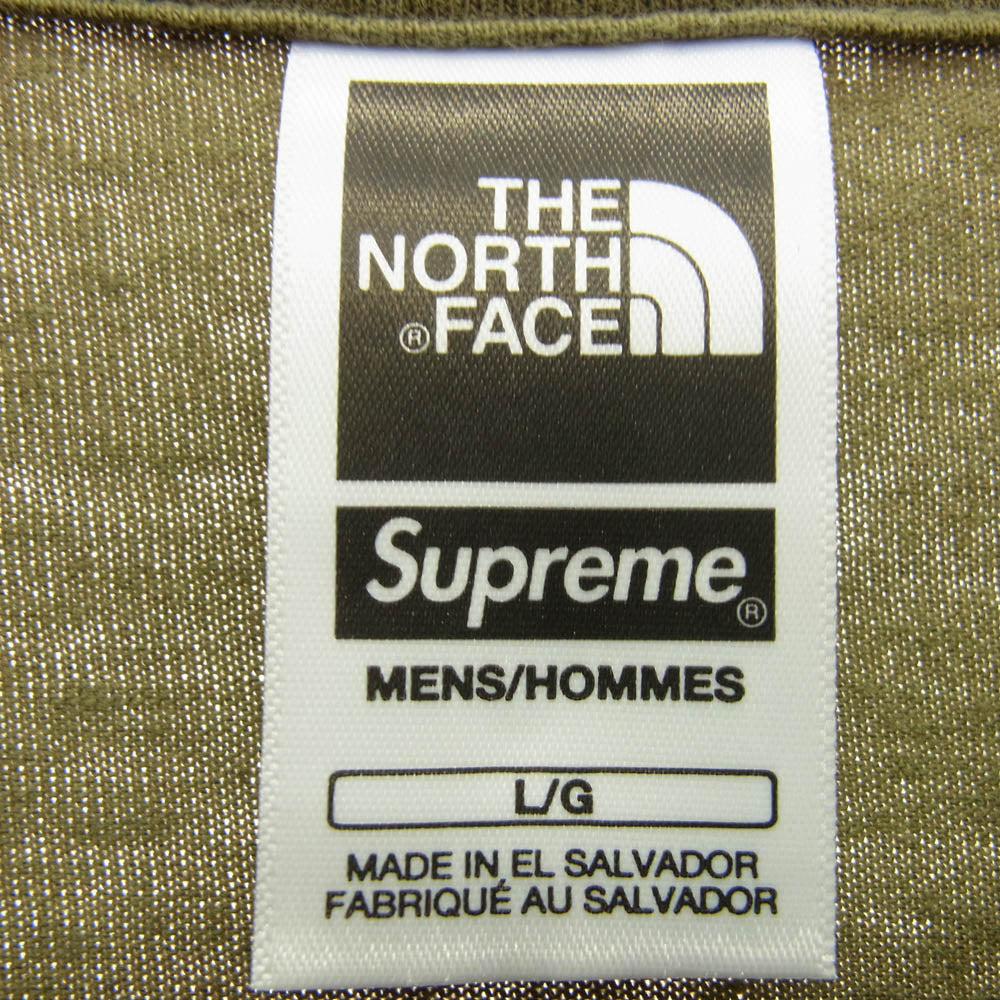 THE
NORTH
®FACE
Supreme®
MENS/HOMMES
L/G
MADE IN EL SALVADOR
FABRIQUÉ AU SALVADOR